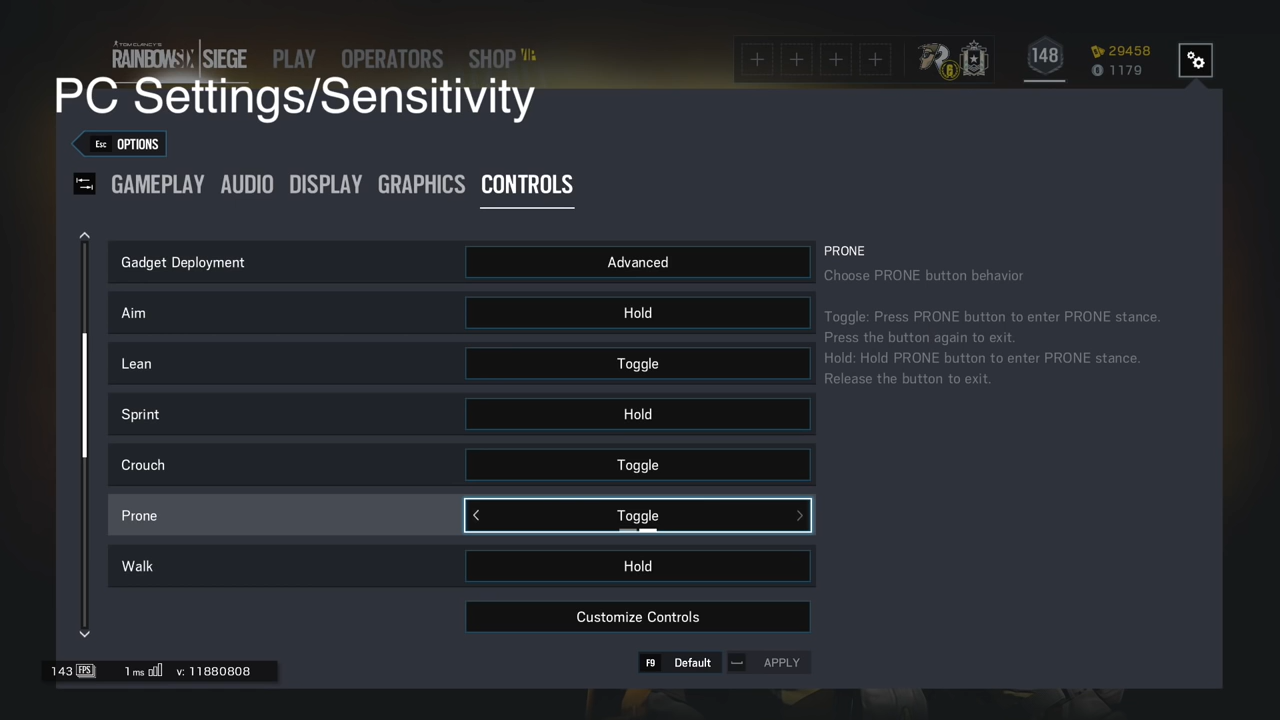 TOM CLANCY'S
RAINBOWSIX | SIEGE PLAY OPERATORS SHOP
148
29458
1179
PC Settings/Sensitivity
Esc OPTIONS
GAMEPLAY AUDIO DISPLAY GRAPHICS CONTROLS
Gadget Deployment Advanced
Aim Hold
Lean Toggle
Sprint Hold
Crouch Toggle
Prone Toggle
Walk Hold
Customize Controls
PRONE
Choose PRONE button behavior
Toggle: Press PRONE button to enter PRONE stance.
Press the button again to exit.
Hold: Hold PRONE button to enter PRONE stance.
Release the button to exit.
F9 Default APPLY
143 FPS 1 ms v: 11880808